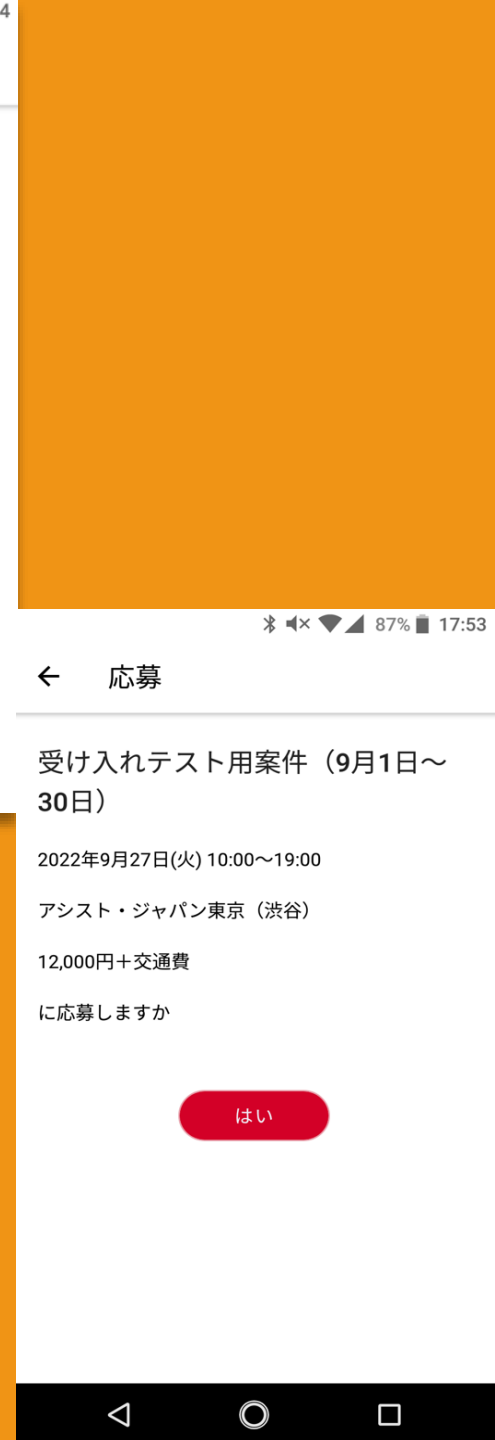 4
87% 17:53
応募
受け入れテスト用案件（9月1日〜
30日）
2022年9月27日(火) 10:00〜19:00
アシスト・ジャパン東京（渋谷）
12,000円＋交通費
に応募しますか
はい